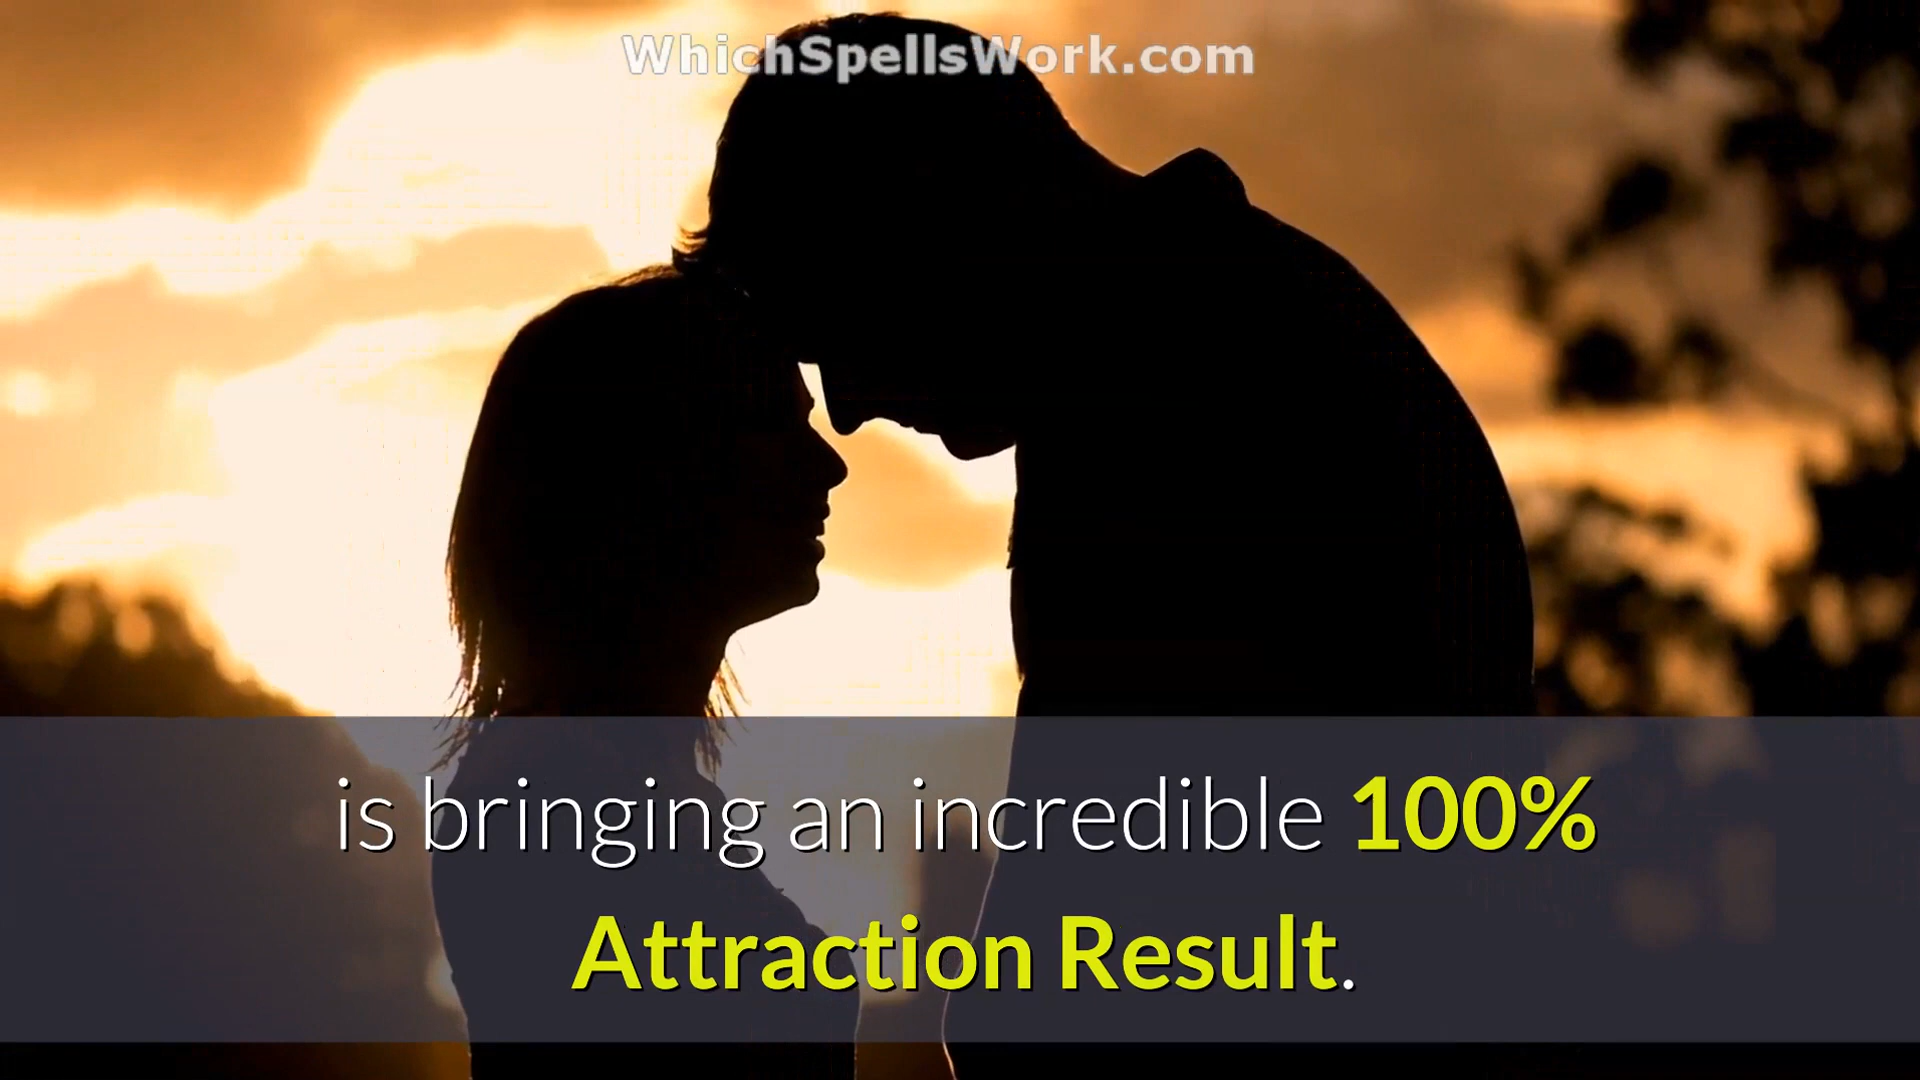 WhichSpellsWork.com
is bringing an incredible 100%
Attraction Result.